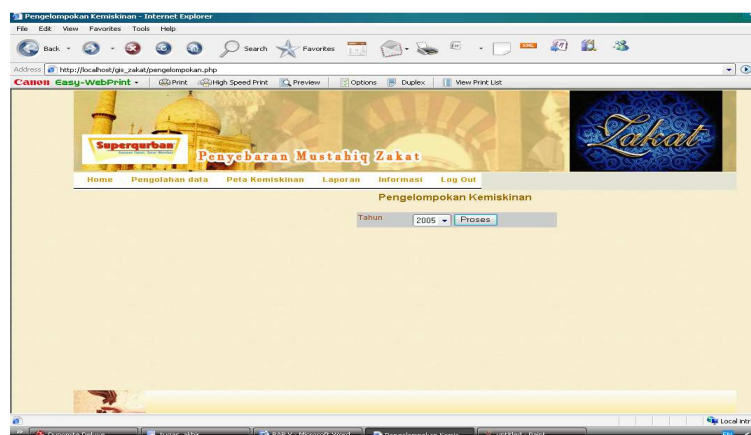 Pengelompokan Kemiskinan - Internet Explorer
File Edit View Favorites Tools Help
Back Search Favorites
Address http://localhost/gis_zakat/pengelompokan.php
Canon Easy-WebPrint Print High Speed Print Preview Options Duplex View Print List
Superqurban
Penyebaran Mustahiq Zakat
Zakat
Home Pengolahan data Peta Kemiskinan Laporan Informasi Log Out
Pengelompokan Kemiskinan
Tahun 2005 Proses
Local intr